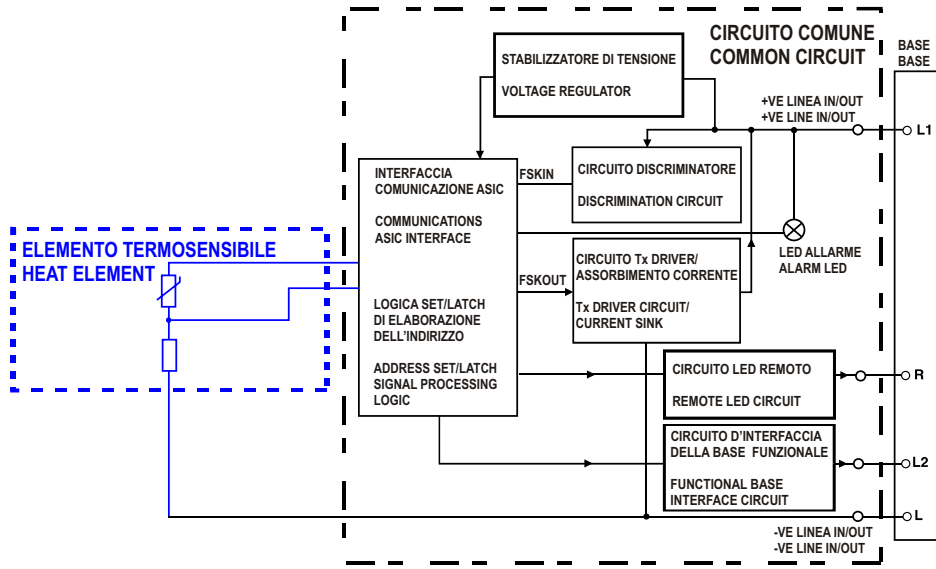 CIRCUITO COMUNE
COMMON CIRCUIT
BASE
BASE
STABILIZZATORE DI TENSIONE
VOLTAGE REGULATOR
+VE LINEA IN/OUT
+VE LINE IN/OUT
L1
INTERFACCIA
COMUNICAZIONE ASIC
COMMUNICATIONS
ASIC INTERFACE
FSKIN
CIRCUITO DISCRIMINATORE
DISCRIMINATION CIRCUIT
LED ALLARME
ALARM LED
ELEMENTO TERMOSENSIBILE
HEAT ELEMENT
FSKOUT
CIRCUITO Tx DRIVER/
ASSORBIMENTO CORRENTE
Tx DRIVER CIRCUIT/
CURRENT SINK
LOGICA SET/LATCH
DI ELABORAZIONE
DELL'INDIRIZZO
ADDRESS SET/LATCH
SIGNAL PROCESSING
LOGIC
CIRCUITO LED REMOTO
REMOTE LED CIRCUIT
R
CIRCUITO D'INTERFACCIA
DELLA BASE FUNZIONALE
FUNCTIONAL BASE
INTERFACE CIRCUIT
L2
L
-VE LINEA IN/OUT
-VE LINE IN/OUT